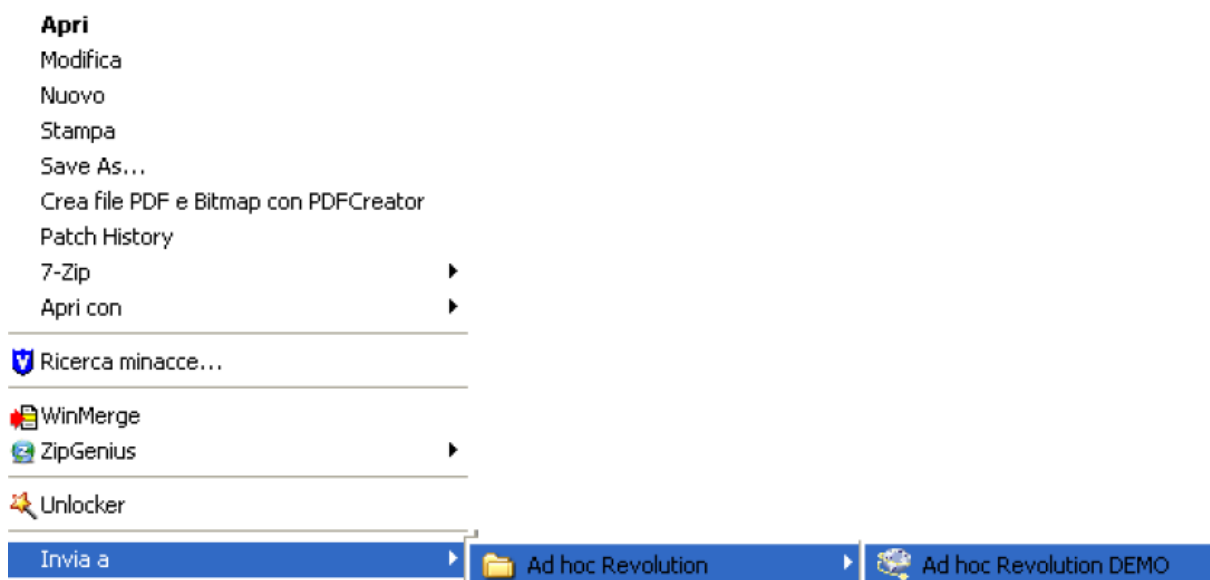 Apri
Modifica
Nuovo
Stampa
Save As...
Crea file PDF e Bitmap con PDFCreator
Patch History
7-Zip
Apri con
Ricerca minacce...
WinMerge
ZipGenius
Unlocker
Invia a Ad hoc Revolution Ad hoc Revolution DEMO